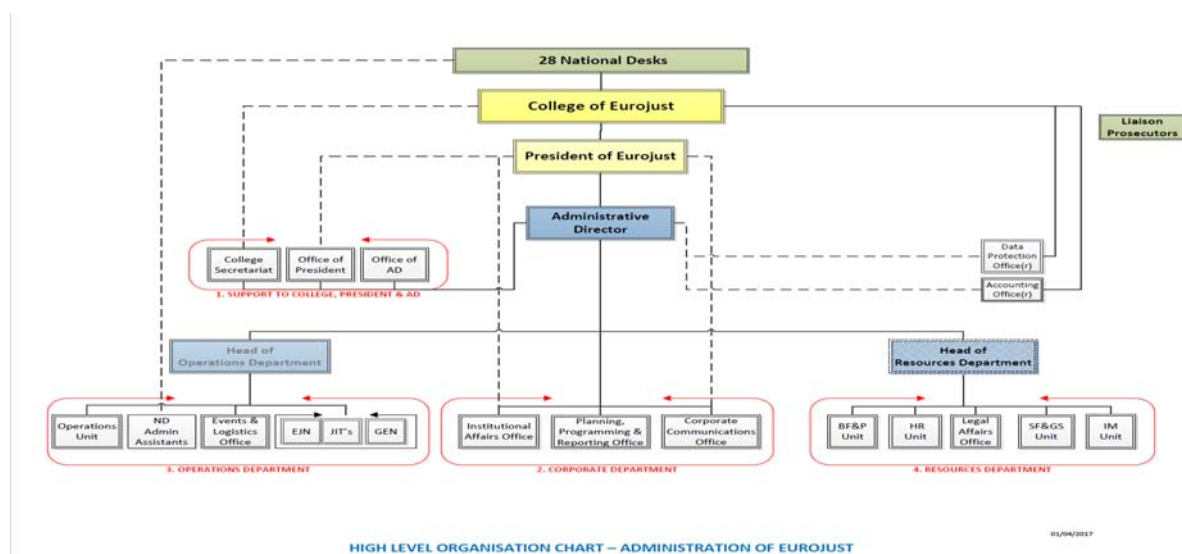 28 National Desks
College of Eurojust
Liaison
Prosecutors
President of Eurojust
Administrative
Director
College
Secretariat
Office of
President
Office of
AD
Data
Protection
Office(r)
Accounting
Office(r)
1. SUPPORT TO COLLEGE, PRESIDENT & AD
Head of
Operations Department
Head of
Resources Department
Operations
Unit
ND
Admin
Assistants
Events &
Logistics
Office
EJN
JIT's
GEN
Institutional
Affairs Office
Planning,
Programming &
Reporting Office
Corporate
Communications
Office
BF&P
Unit
HR
Unit
Legal
Affairs
Office
SF&GS
Unit
IM
Unit
3. OPERATIONS DEPARTMENT
2. CORPORATE DEPARTMENT
4. RESOURCES DEPARTMENT
01/04/2017
HIGH LEVEL ORGANISATION CHART – ADMINISTRATION OF EUROJUST